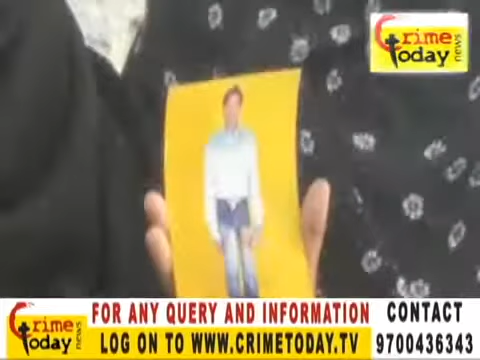 Crime
Today
news
FOR ANY QUERY AND INFORMATION CONTACT
LOG ON TO WWW.CRIMETODAY.TV 9700436343
Crime
Today
news